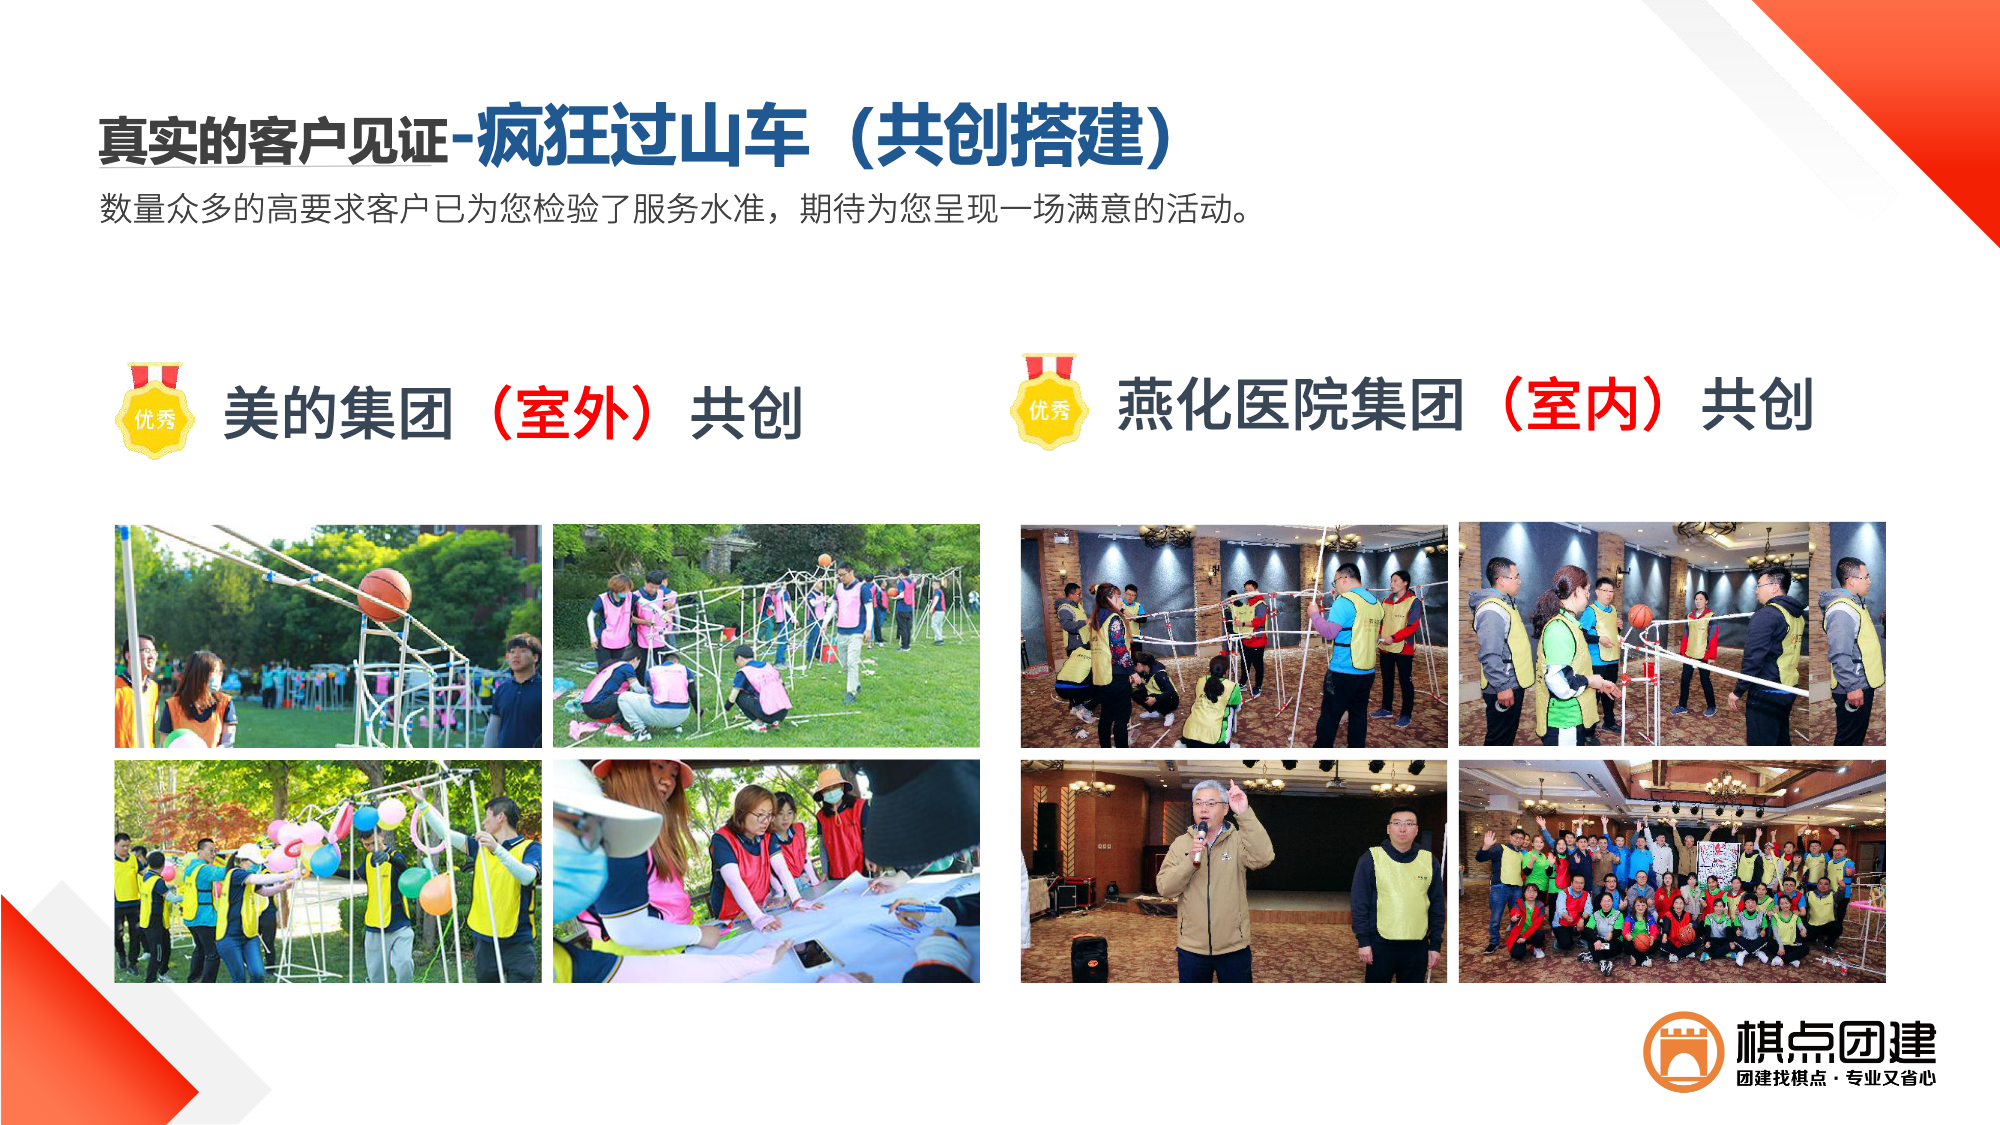 真实的客户见证-疯狂过山车（共创搭建）
数量众多的高要求客户已为您检验了服务水准，期待为您呈现一场满意的活动。
优秀
美的集团（室外）共创
优秀
燕化医院集团（室内）共创
棋点团建
团建找棋点·专业又省心